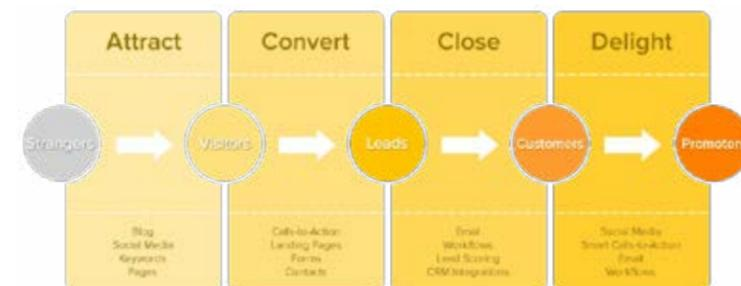 Attract
Convert
Close
Delight
Strangers
Visitors
Leads
Customers
Promoters
Blog
Social Media
Keywords
Pages
Calls-to-Action
Landing Pages
Forms
Contacts
Email
Workflows
Lead Scoring
CRM Integrations
Social Media
Smart Calls-to-Action
Email
Workflows